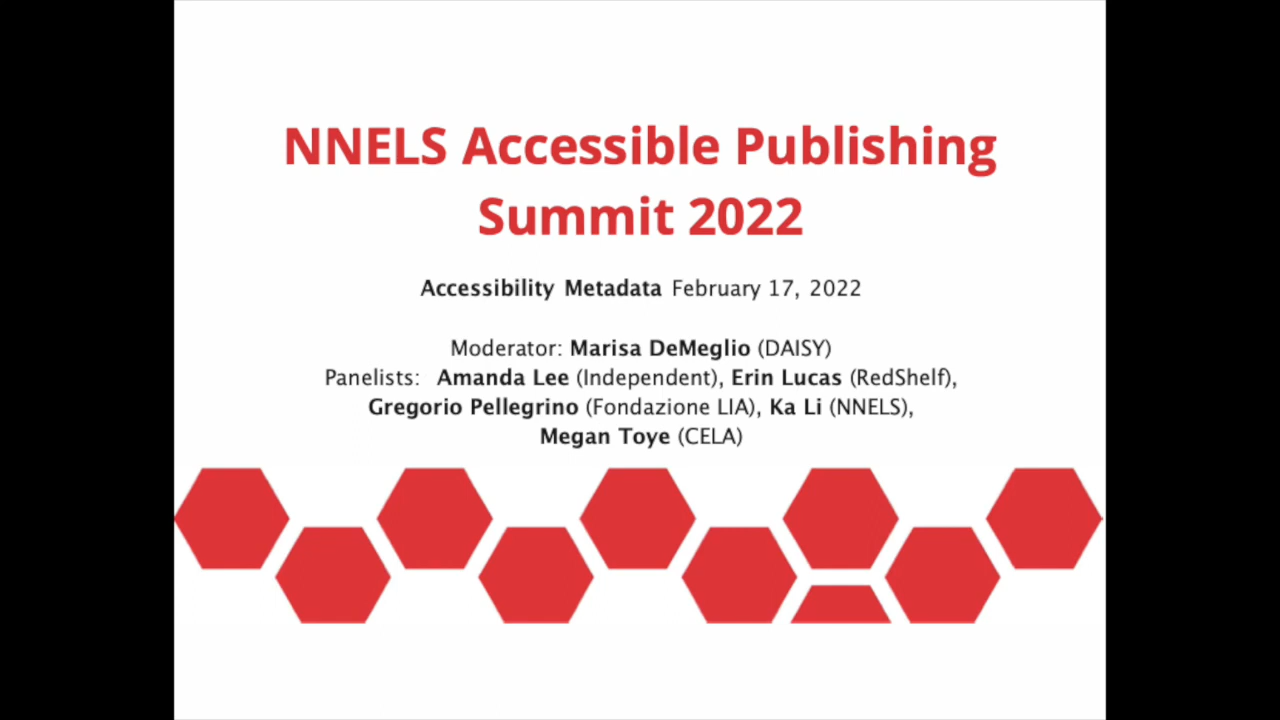 NNELS Accessible Publishing
Summit 2022
Accessibility Metadata February 17, 2022
Moderator: Marisa DeMeglio (DAISY)
Panelists: Amanda Lee (Independent), Erin Lucas (RedShelf),
Gregorio Pellegrino (Fondazione LIA), Ka Li (NNELS),
Megan Toye (CELA)